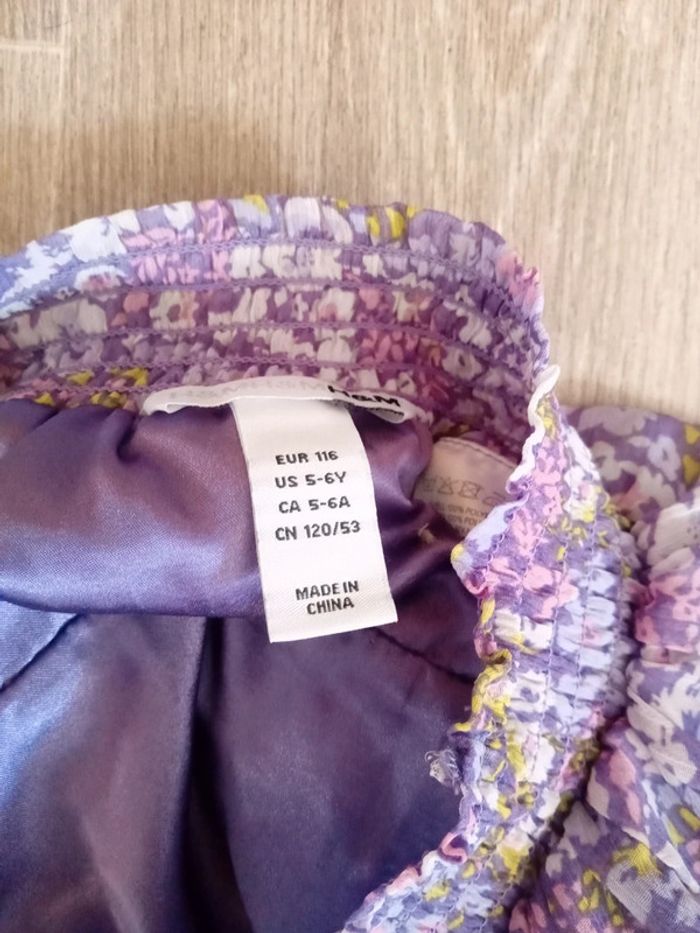 H&M
EUR 116
US 5-6Y
CA 5-6A
CN 120/53
MADE IN
CHINA